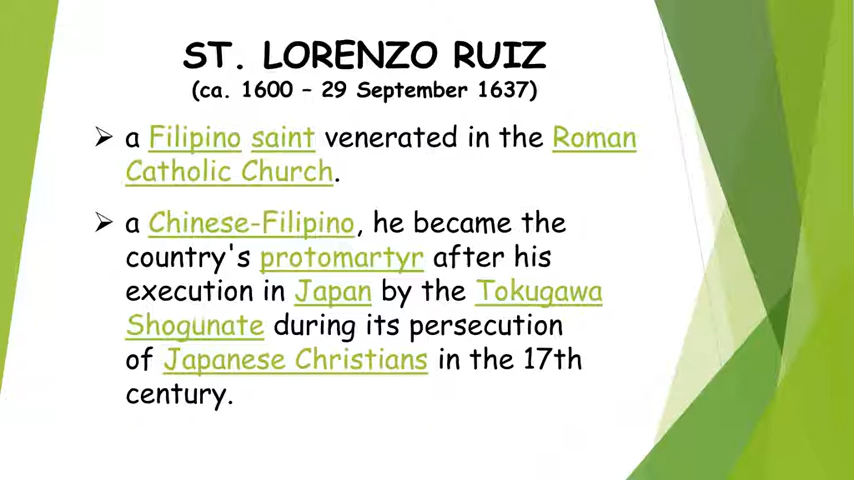 ST. LORENZO RUIZ
(ca. 1600 – 29 September 1637)
➢ a Filipino saint venerated in the Roman
Catholic Church.
➢ a Chinese-Filipino, he became the
country's protomartyr after his
execution in Japan by the Tokugawa
Shogunate during its persecution
of Japanese Christians in the 17th
century.